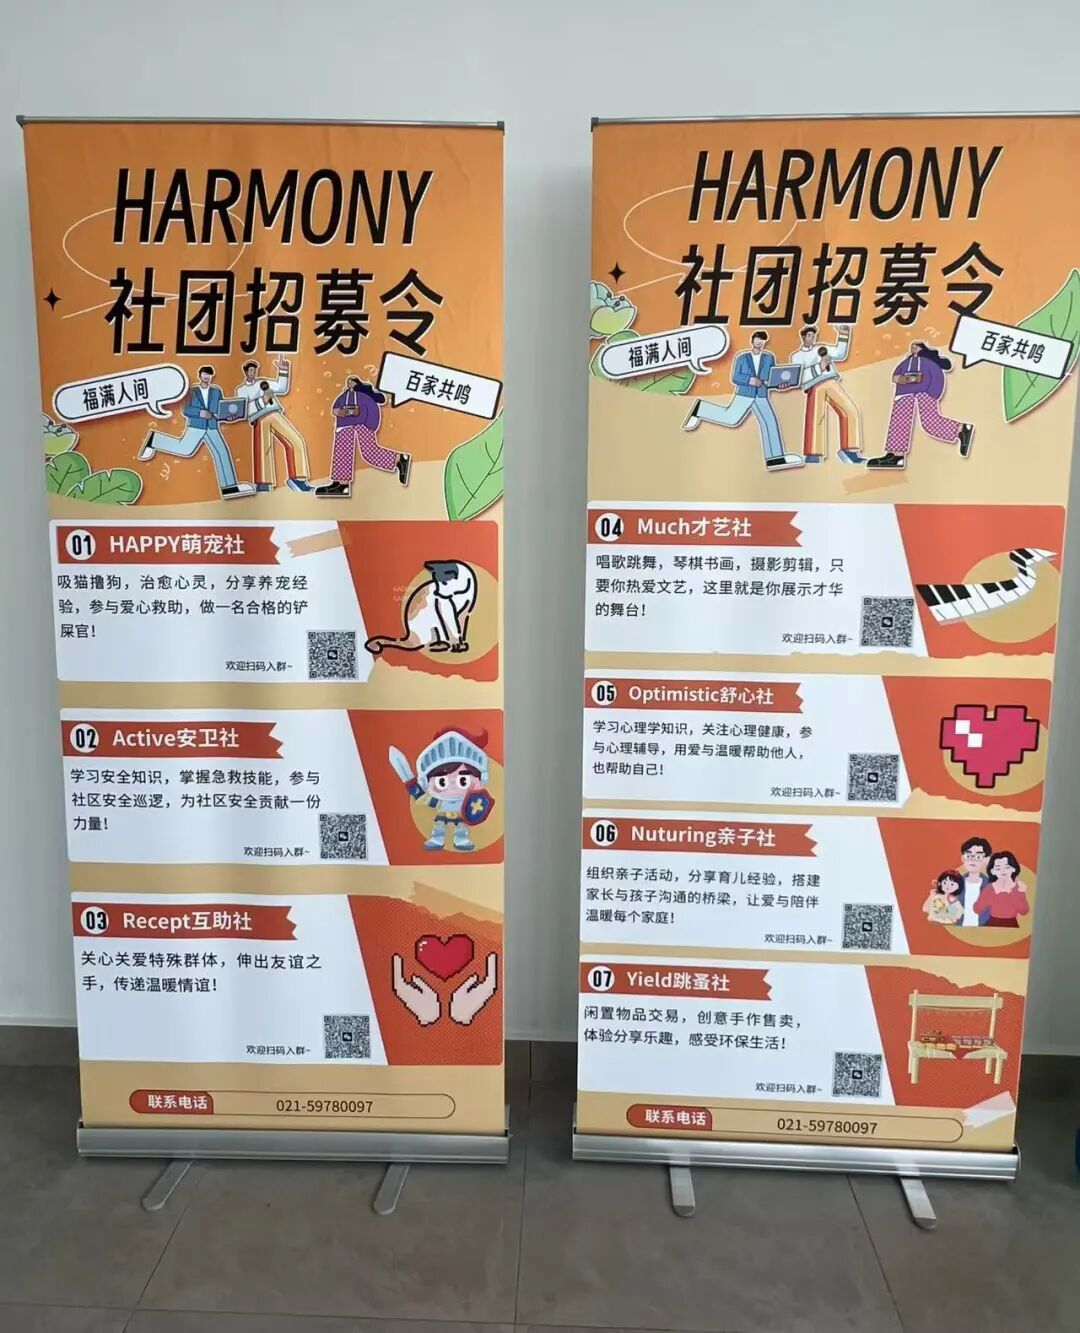 HARMONY
社团招募令
福满人间
百家共鸣
01 HAPPY萌宠社
吸猫撸狗，治愈心灵，分享养宠经
验，参与爱心救助，做一名合格的铲
屎官！
欢迎扫码入群~
02 Active安卫社
学习安全知识，掌握急救技能，参与
社区安全巡逻，为社区安全贡献一份
力量！
欢迎扫码入群~
03 Recept互助社
关心关爱特殊群体，伸出友谊之
手，传递温暖情谊！
欢迎扫码入群~
联系电话 021-59780097
HARMONY
社团招募令
福满人间
百家共鸣
04 Much才艺社
唱歌跳舞，琴棋书画，摄影剪辑，只
要你热爱文艺，这里就是你展示才华
的舞台！
欢迎扫码入群~
05 Optimistic舒心社
学习心理学知识，关注心理健康，参
与心理辅导，用爱与温暖帮助他人，
也帮助自己！
欢迎扫码入群~
06 Nuturing亲子社
组织亲子活动，分享育儿经验，搭建
家长与孩子沟通的桥梁，让爱与陪伴
温暖每个家庭！
欢迎扫码入群~
07 Yield跳蚤社
闲置物品交易，创意手作售卖，
体验分享乐趣，感受环保生活！
欢迎扫码入群~
联系电话 021-59780097